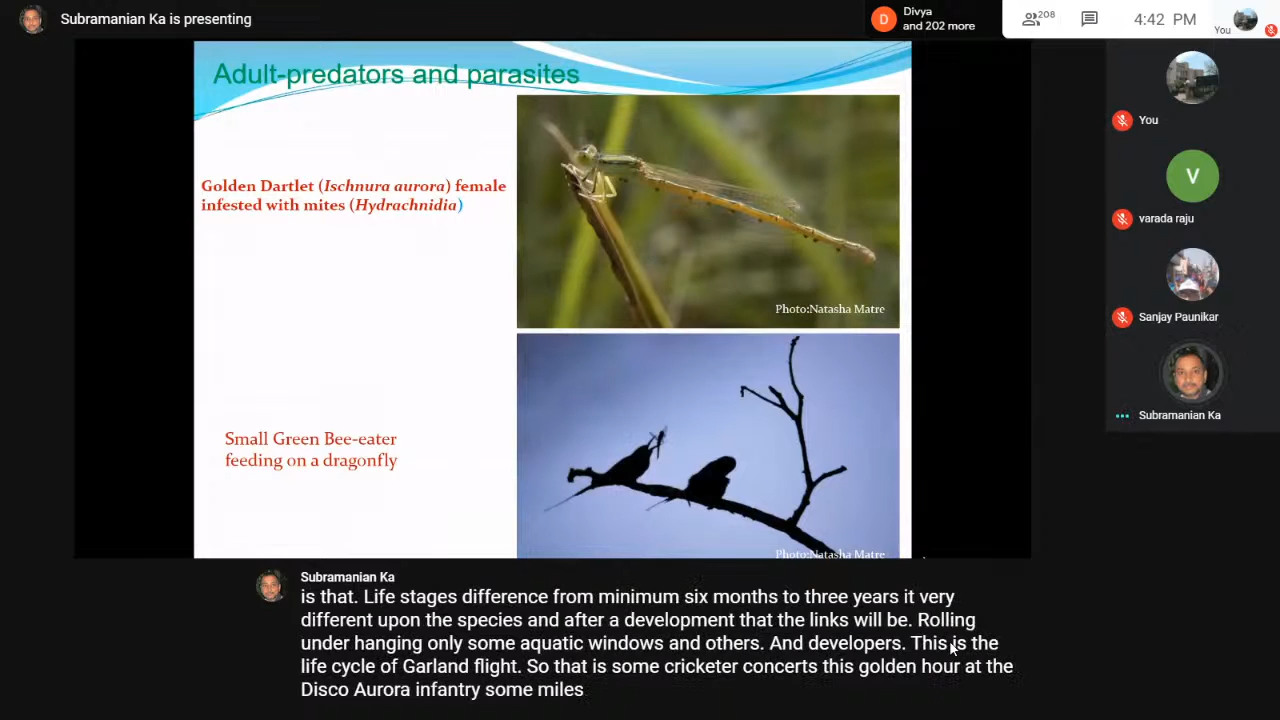 Subramanian Ka is presenting
D
Divya
and 202 more
208
4:42 PM
You
Adult-predators and parasites
Golden Dartlet (Ischnura aurora) female
infested with mites (Hydrachnidia)
Photo:Natasha Matre
Small Green Bee-eater
feeding on a dragonfly
Photo:Natasha Matre
You
V
varada raju
Sanjay Paunikar
Subramanian Ka
Subramanian Ka
is that. Life stages difference from minimum six months to three years it very
different upon the species and after a development that the links will be. Rolling
under hanging only some aquatic windows and others. And developers. This is the
life cycle of Garland flight. So that is some cricketer concerts this golden hour at the
Disco Aurora infantry some miles